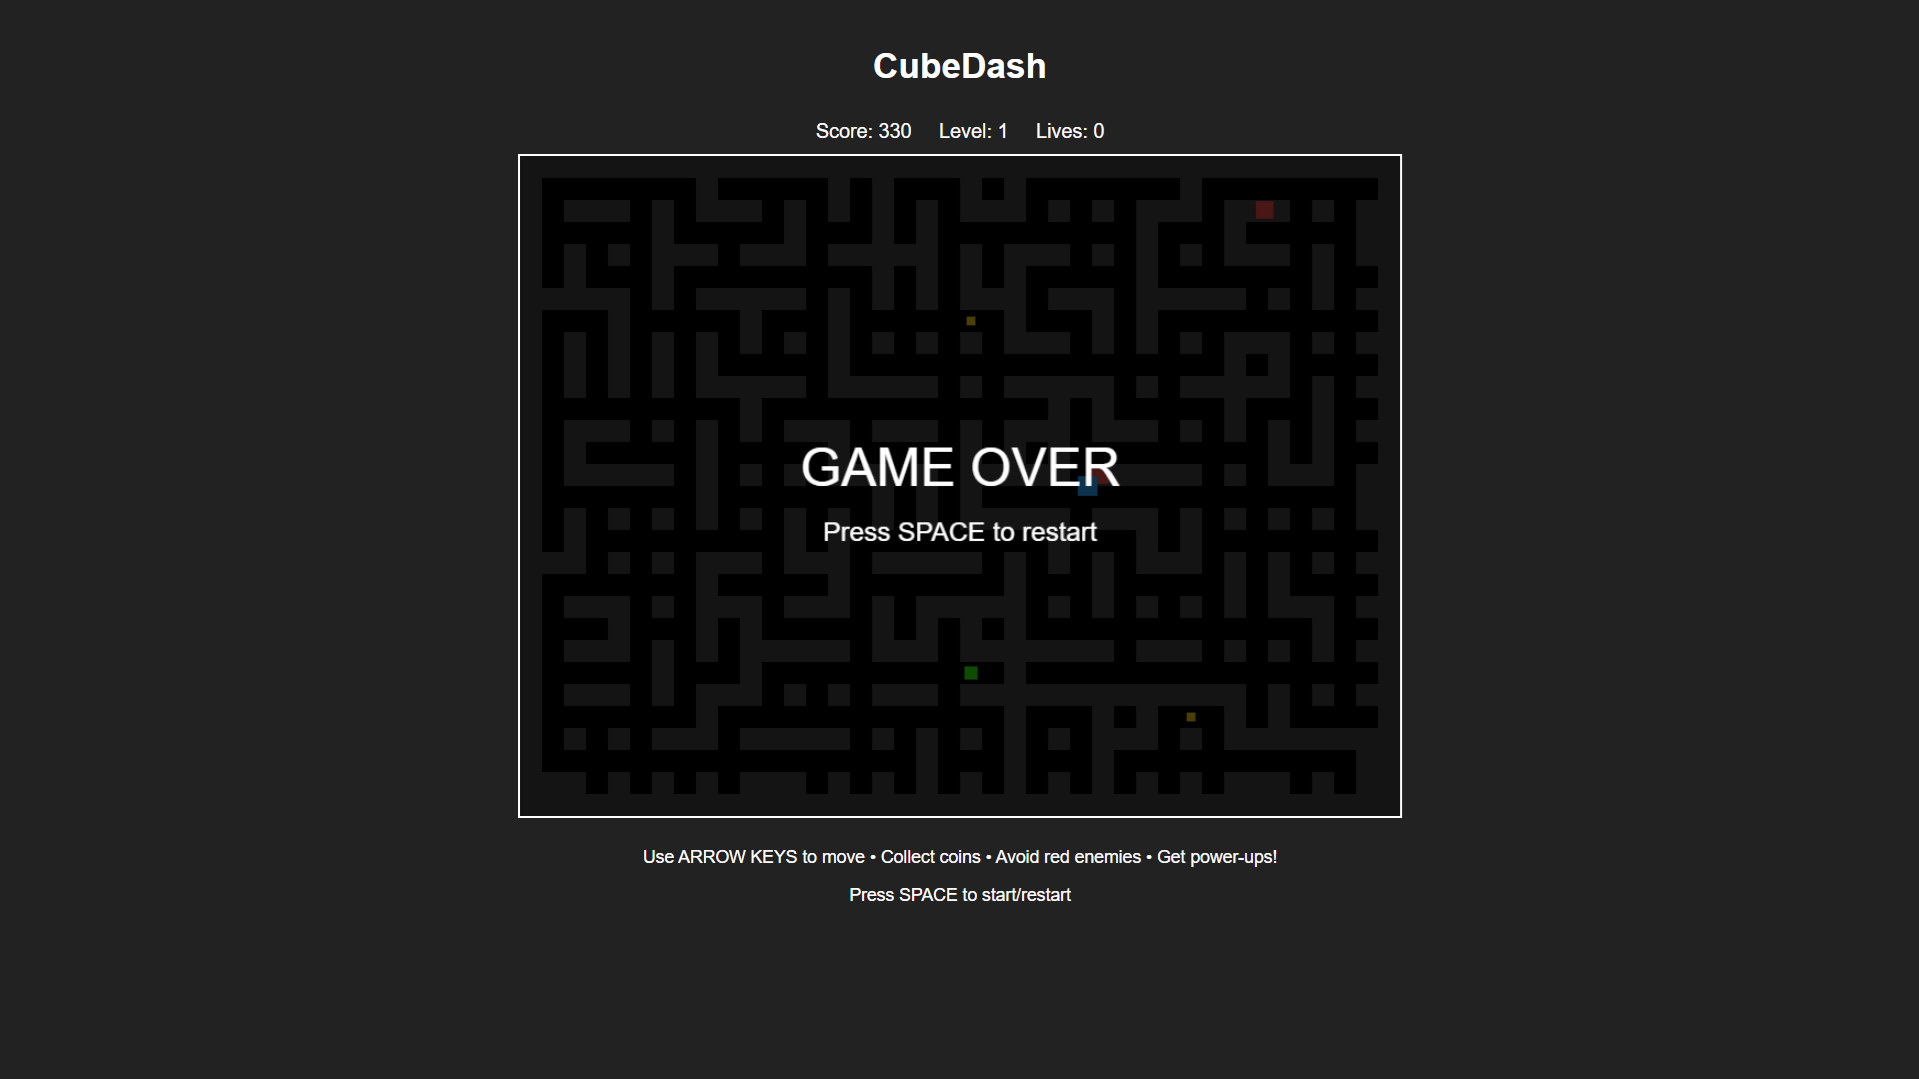 CubeDash
Score: 330 Level: 1 Lives: 0
GAME OVER
Press SPACE to restart
Use ARROW KEYS to move • Collect coins • Avoid red enemies • Get power-ups!
Press SPACE to start/restart